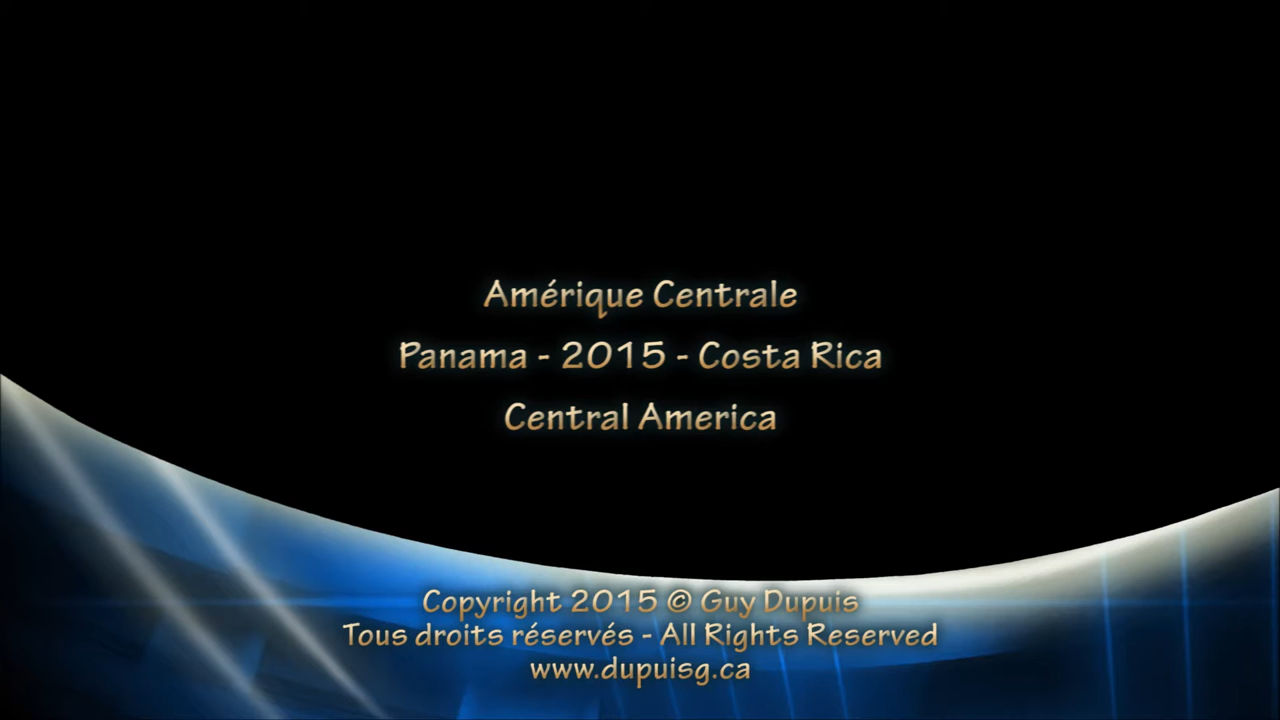 Amérique Centrale
Panama - 2015 - Costa Rica
Central America
Copyright 2015 © Guy Dupuis
Tous droits réservés - All Rights Reserved
www.dupuisg.ca